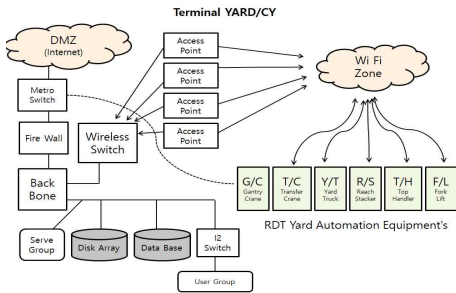 Terminal YARD/CY
DMZ
(Internet)
Metro
Switch
Fire Wall
Back
Bone
Wireless
Switch
Access
Point
Access
Point
Access
Point
Access
Point
Wi Fi
Zone
G/C
Gantry
Crane
T/C
Transfer
Crane
Y/T
Yard
Truck
R/S
Reach
Stacker
T/H
Top
Handler
F/L
Fork
Lift
RDT Yard Automation Equipment's
Serve
Group
Disk Array
Data Base
I2
Switch
User Group